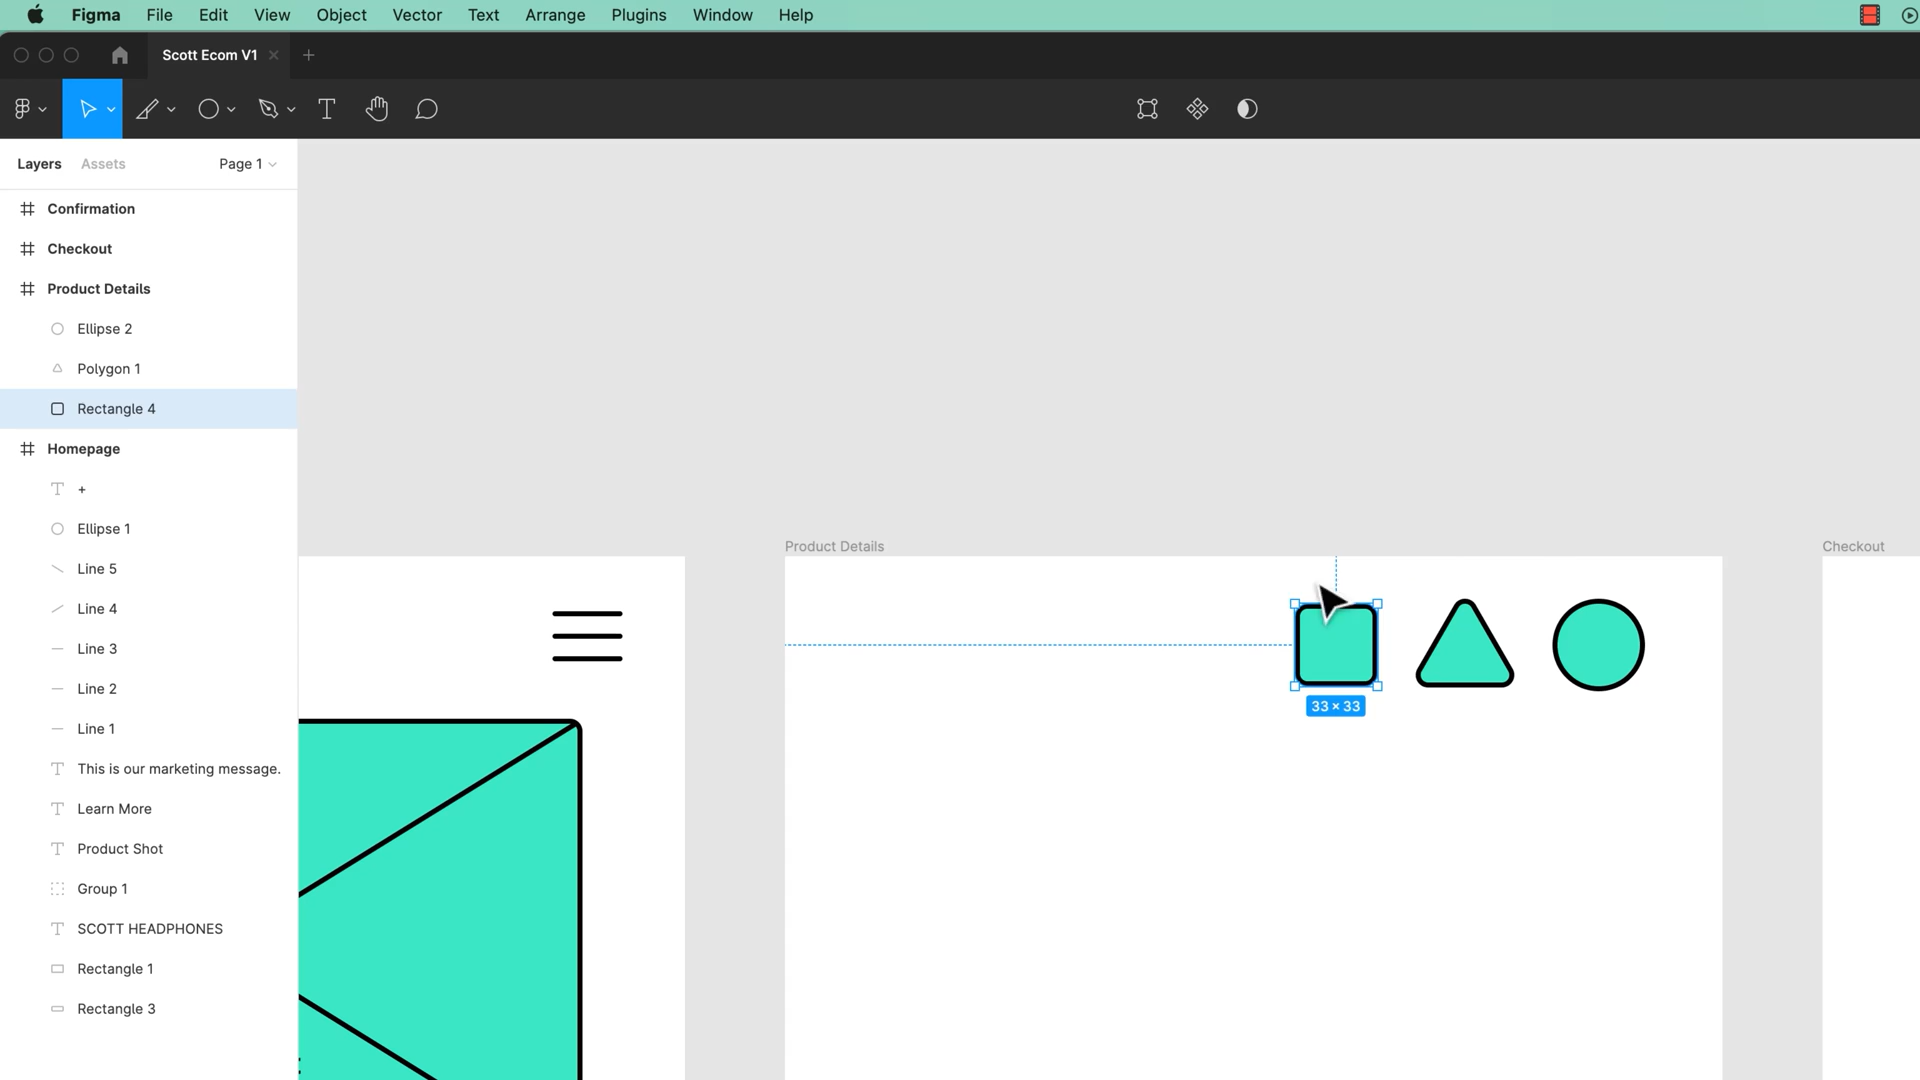 Figma File Edit View Object Vector Text Arrange Plugins Window Help
Scott Ecom V1
Layers Assets Page 1
Confirmation
Checkout
Product Details
Ellipse 2
Polygon 1
Rectangle 4
Homepage
+
Ellipse 1
Line 5
Line 4
Line 3
Line 2
Line 1
This is our marketing message.
Learn More
Product Shot
Group 1
SCOTT HEADPHONES
Rectangle 1
Rectangle 3
Product Details
33 × 33
Checkout